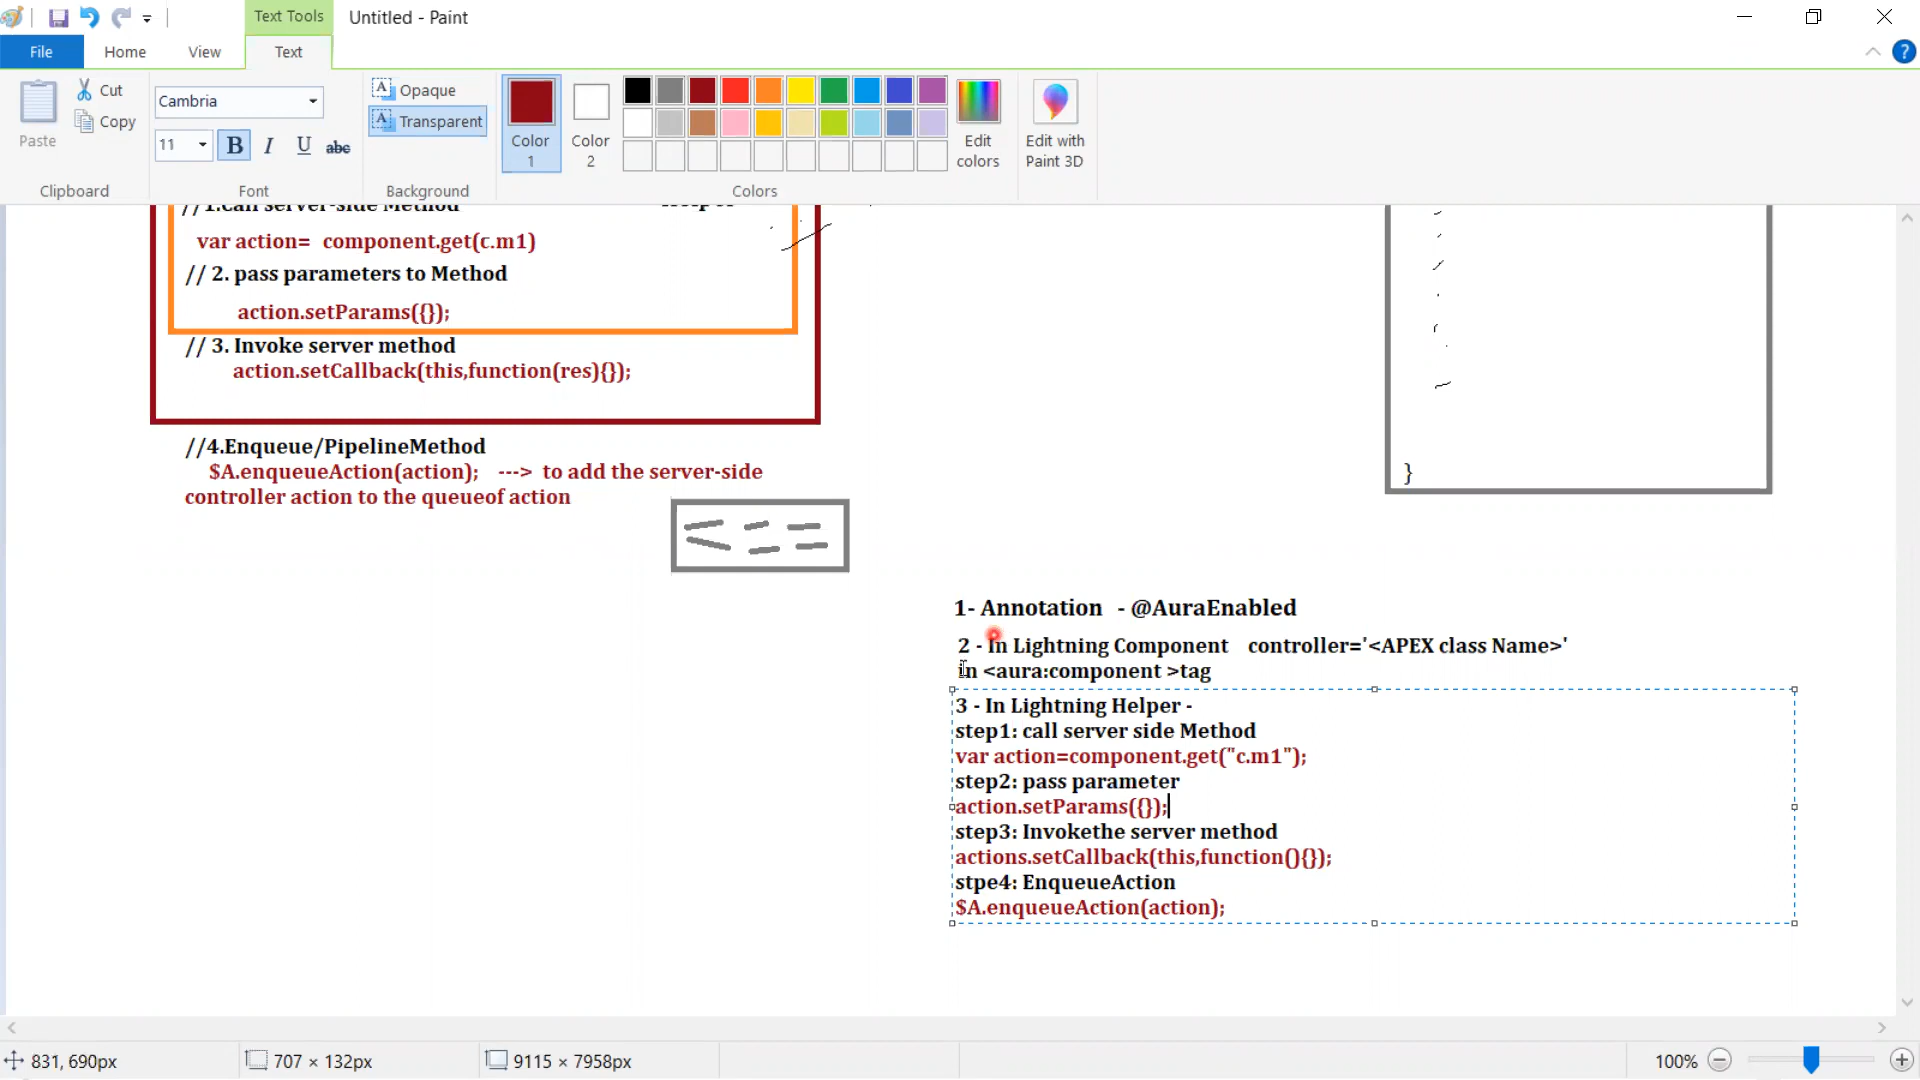 Text Tools
Untitled - Paint
File
Home
View
Text
Paste
Cut
Copy
Clipboard
Cambria
11
B I U abc
Font
Opaque
Transparent
Background
Color 1
Color 2
Edit colors
Edit with Paint 3D
Colors
//1.Call server-side Method
var action= component.get(c.m1)
// 2. pass parameters to Method
action.setParams({});
// 3. Invoke server method
action.setCallback(this,function(res){});
//4.Enqueue/PipelineMethod
$A.enqueueAction(action); ---> to add the server-side
controller action to the queueof action
}
1- Annotation - @AuraEnabled
2 - In Lightning Component controller='<APEX class Name>'
in <aura:component >tag
3 - In Lightning Helper -
step1: call server side Method
var action=component.get("c.m1");
step2: pass parameter
action.setParams({});
step3: Invokethe server method
actions.setCallback(this,function(){});
stpe4: EnqueueAction
$A.enqueueAction(action);
831, 690px
707 × 132px
9115 × 7958px
100%